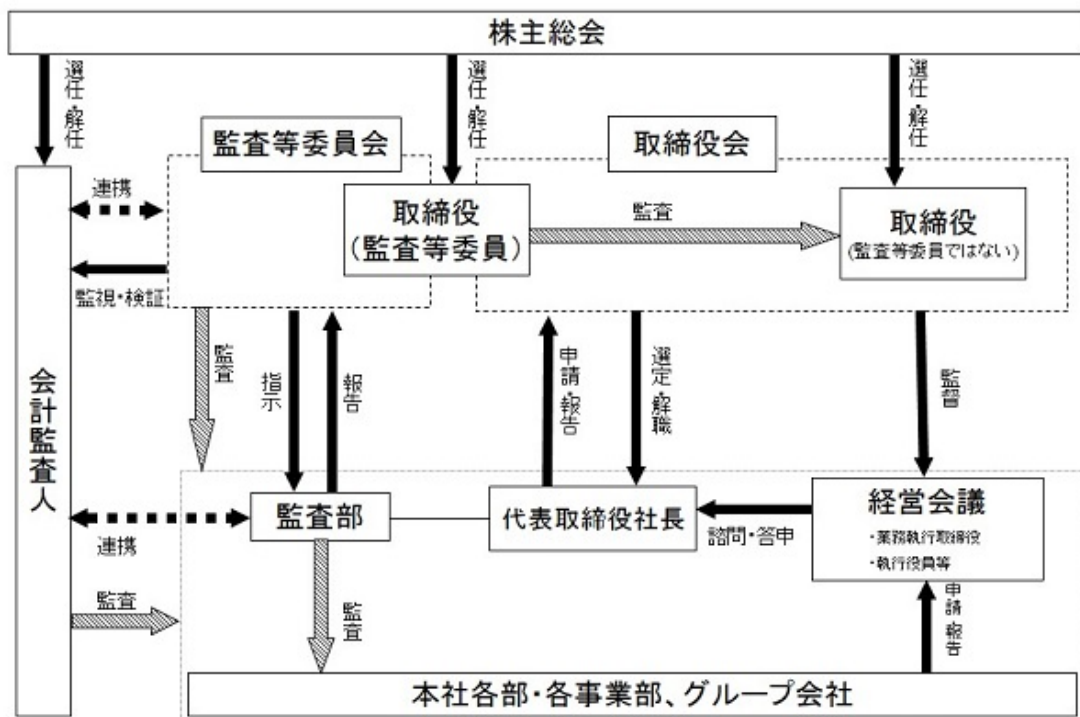 株主総会
選任・解任
選任・解任
選任・解任
監査等委員会
取締役会
連携
取締役
(監査等委員)
監査
取締役
(監査等委員ではない)
監視・検証
監査
指示
報告
申請・報告
選定・解職
監督
会計監査人
監査部
代表取締役社長
諮問・答申
経営会議
・業務執行取締役
・執行役員等
連携
監査
監査
申請・報告
本社各部・各事業部、グループ会社